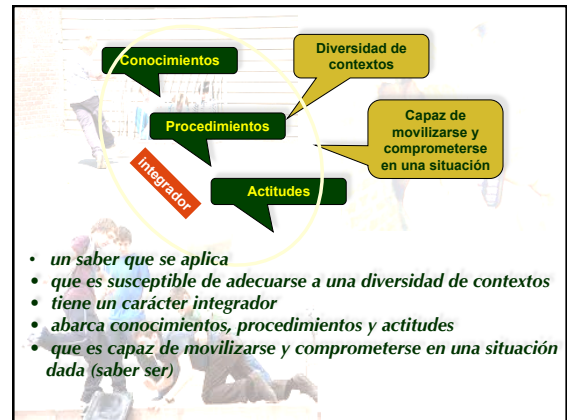 Conocimientos
Diversidad de
contextos
Procedimientos
Capaz de
movilizarse y
comprometerse
en una situación
integrador
Actitudes
• un saber que se aplica
• que es susceptible de adecuarse a una diversidad de contextos
• tiene un carácter integrador
• abarca conocimientos, procedimientos y actitudes
• que es capaz de movilizarse y comprometerse en una situación
dada (saber ser)